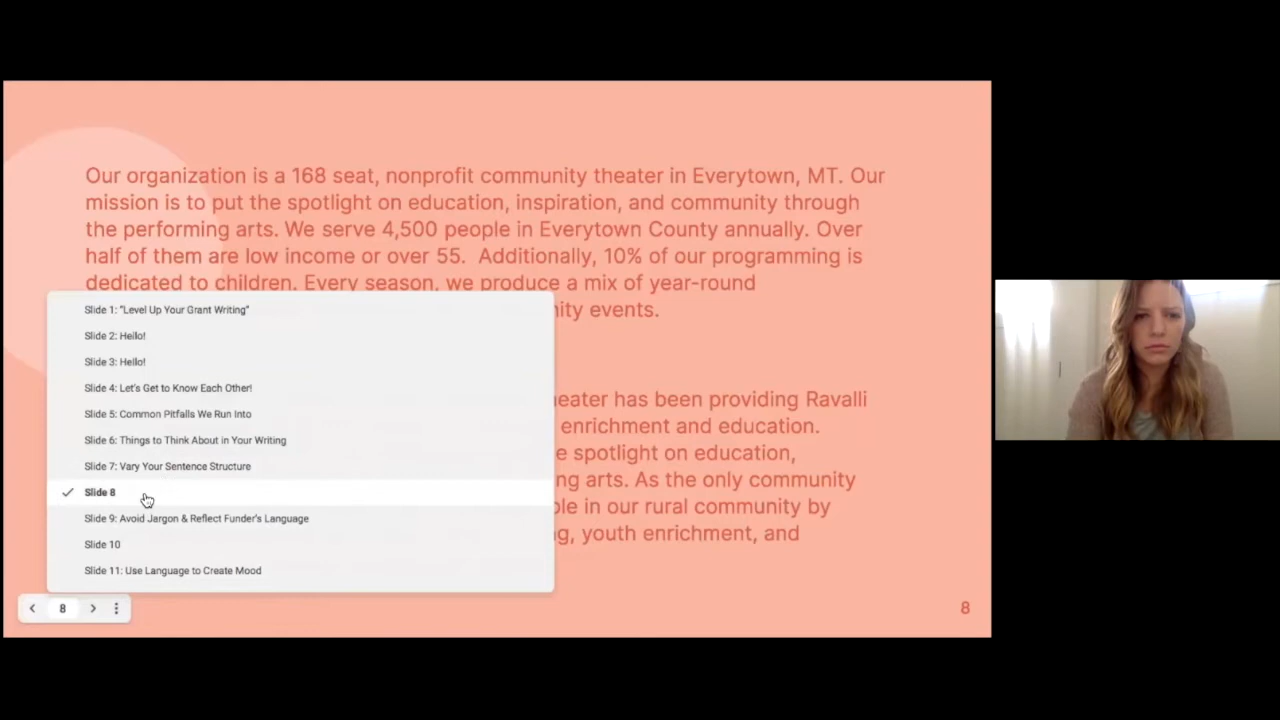 Our organization is a 168 seat, nonprofit community theater in Everytown, MT. Our
mission is to put the spotlight on education, inspiration, and community through
the performing arts. We serve 4,500 people in Everytown County annually. Over
half of them are low income or over 55. Additionally, 10% of our programming is
dedicated to children. Every season, we produce a mix of year-round
ity events.
Slide 1: “Level Up Your Grant Writing”
Slide 2: Hello!
Slide 3: Hello!
Slide 4: Let's Get to Know Each Other!
Slide 5: Common Pitfalls We Run Into
Slide 6: Things to Think About in Your Writing
Slide 7: Vary Your Sentence Structure
Slide 8
Slide 9: Avoid Jargon & Reflect Funder's Language
Slide 10
Slide 11: Use Language to Create Mood
eater has been providing Ravalli
enrichment and education.
e spotlight on education,
ng arts. As the only community
ple in our rural community by
g, youth enrichment, and
8
8